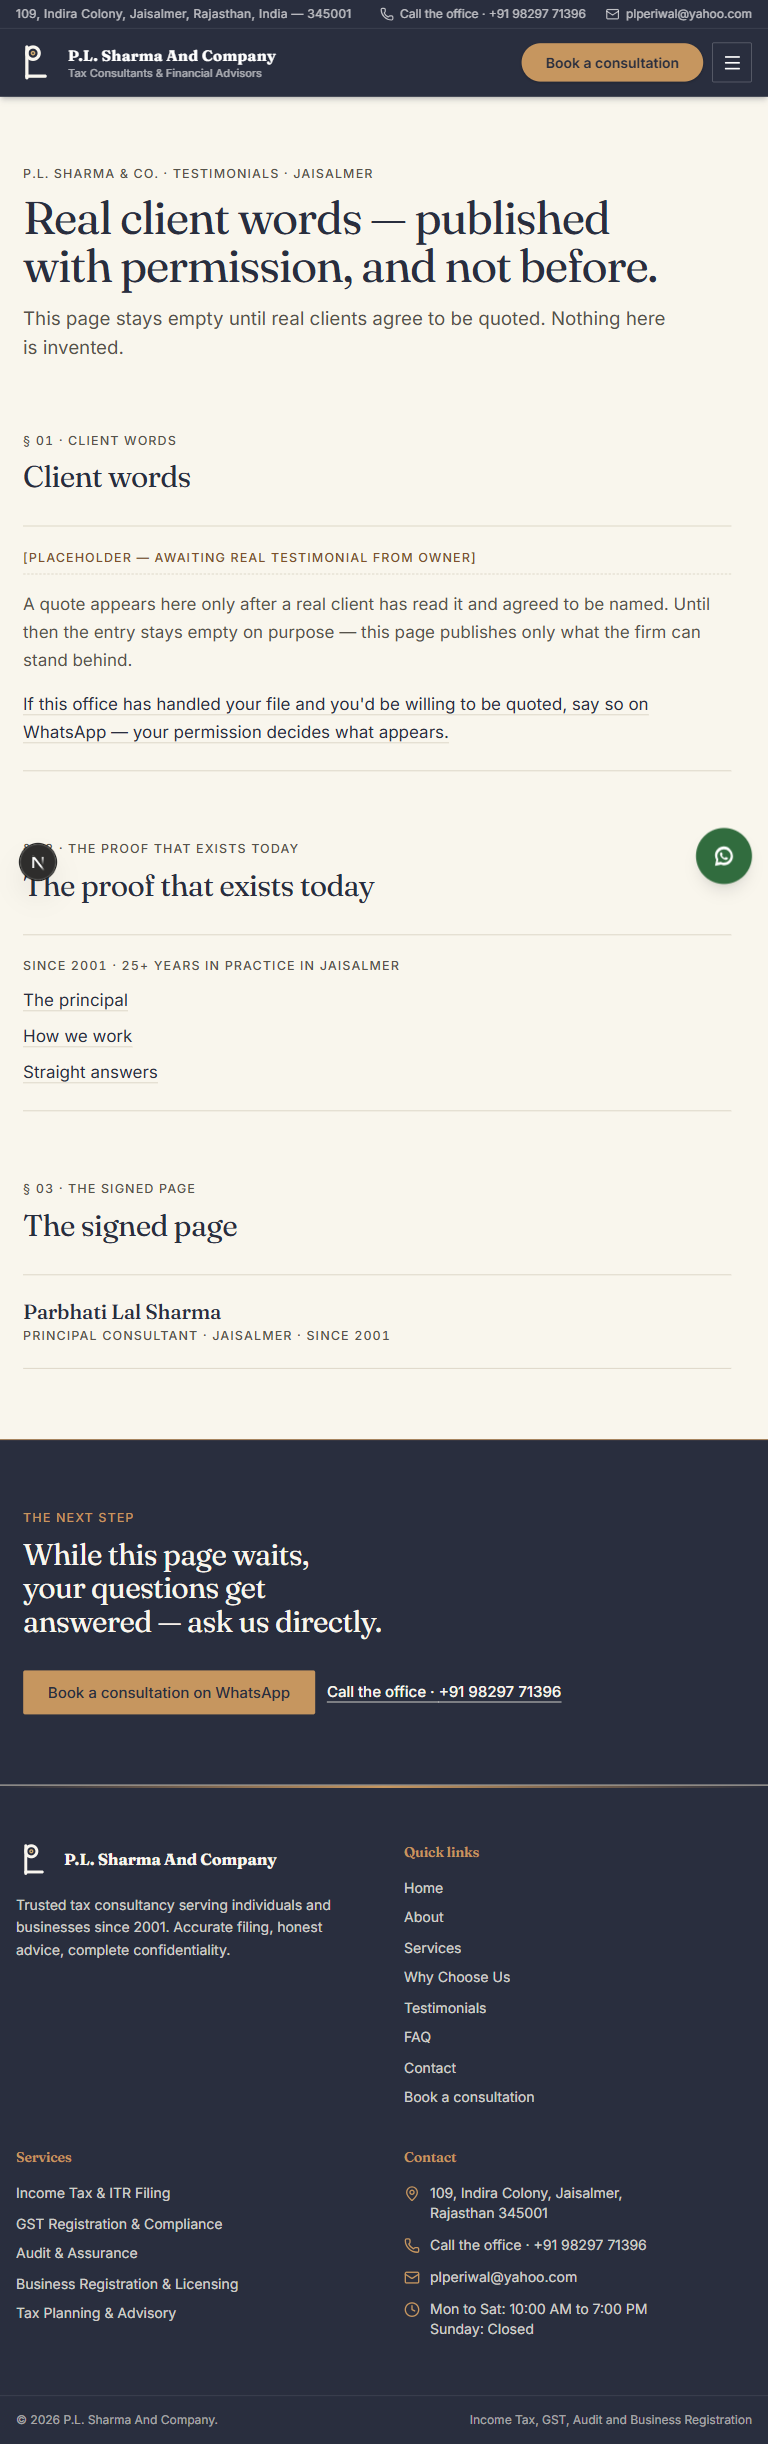 109, Indira Colony, Jaisalmer, Rajasthan, India — 345001
Call the office · +91 98297 71396
plperiwal@yahoo.com
P.L. Sharma And Company
Tax Consultants & Financial Advisors
Book a consultation
P.L. SHARMA & CO. · TESTIMONIALS · JAISALMER
Real client words — published
with permission, and not before.
This page stays empty until real clients agree to be quoted. Nothing here
is invented.
§ 01 · CLIENT WORDS
Client words
[PLACEHOLDER — AWAITING REAL TESTIMONIAL FROM OWNER]
A quote appears here only after a real client has read it and agreed to be named. Until
then the entry stays empty on purpose — this page publishes only what the firm can
stand behind.
If this office has handled your file and you'd be willing to be quoted, say so on
WhatsApp — your permission decides what appears.
· THE PROOF THAT EXISTS TODAY
N
The proof that exists today
SINCE 2001 · 25+ YEARS IN PRACTICE IN JAISALMER
The principal
How we work
Straight answers
§ 03 · THE SIGNED PAGE
The signed page
Parbhati Lal Sharma
PRINCIPAL CONSULTANT · JAISALMER · SINCE 2001
THE NEXT STEP
While this page waits,
your questions get
answered — ask us directly.
Book a consultation on WhatsApp
Call the office · +91 98297 71396
P.L. Sharma And Company
Trusted tax consultancy serving individuals and
businesses since 2001. Accurate filing, honest
advice, complete confidentiality.
Quick links
Home
About
Services
Why Choose Us
Testimonials
FAQ
Contact
Book a consultation
Services
Income Tax & ITR Filing
GST Registration & Compliance
Audit & Assurance
Business Registration & Licensing
Tax Planning & Advisory
Contact
109, Indira Colony, Jaisalmer,
Rajasthan 345001
Call the office · +91 98297 71396
plperiwal@yahoo.com
Mon to Sat: 10:00 AM to 7:00 PM
Sunday: Closed
© 2026 P.L. Sharma And Company.
Income Tax, GST, Audit and Business Registration